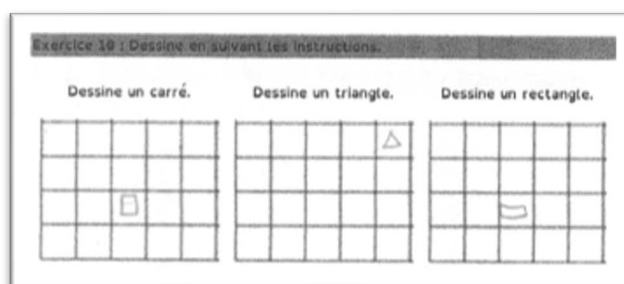 Exercice 10 : Dessine en suivant les instructions.
Dessine un carré. Dessine un triangle. Dessine un rectangle.